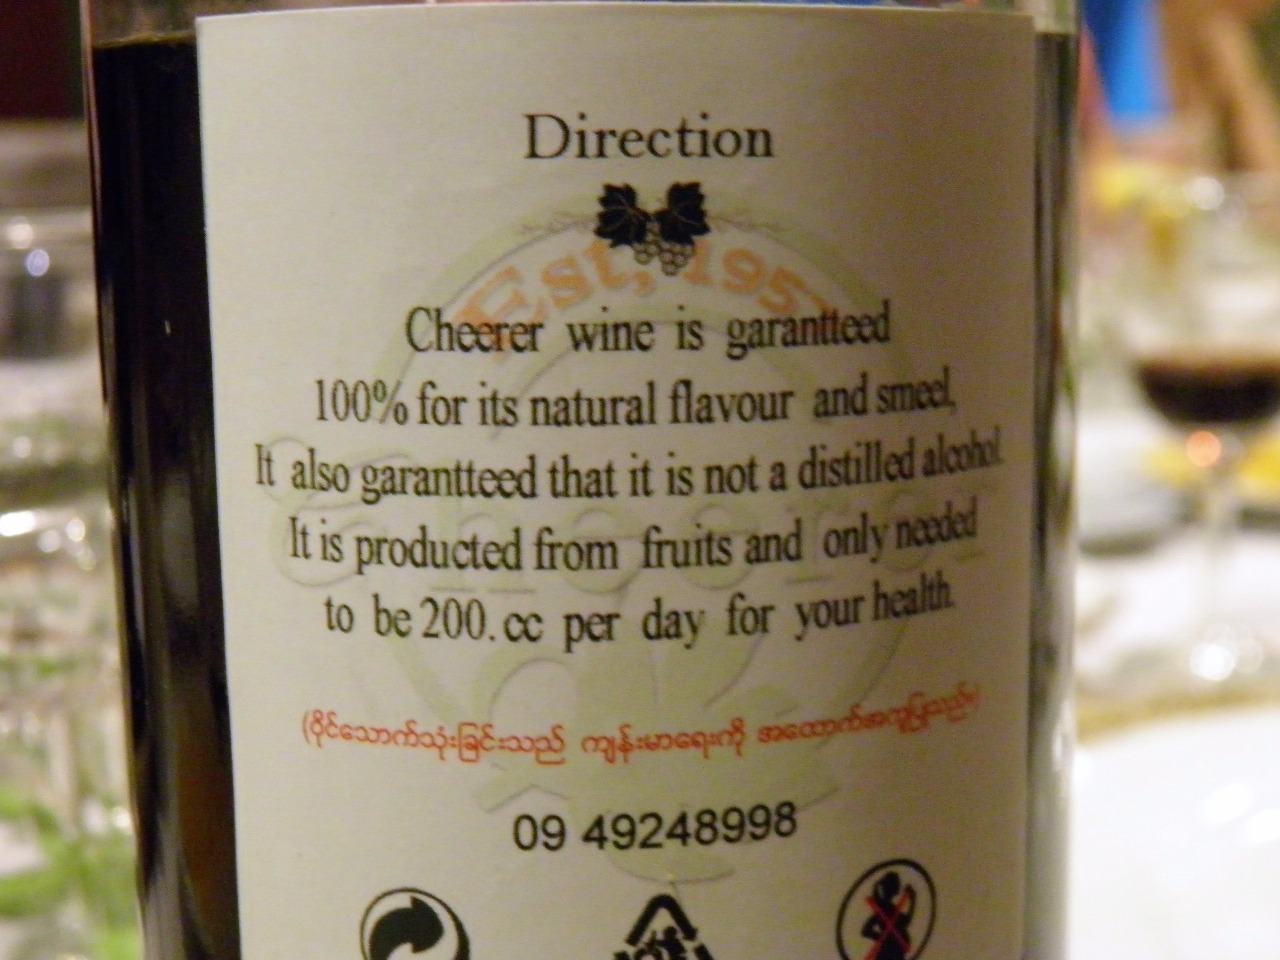 Direction
Est, 195
Cheerer wine is garantteed
100% for its natural flavour and smeel,
It also garantteed that it is not a distilled alcohol.
It is producted from fruits and only needed
to be 200. cc per day for your health.
(ဝိုင်သောက်သုံးခြင်းသည် ကျန်းမာရေးကို အထောက်အကူပြုသည်။)
09 49248998